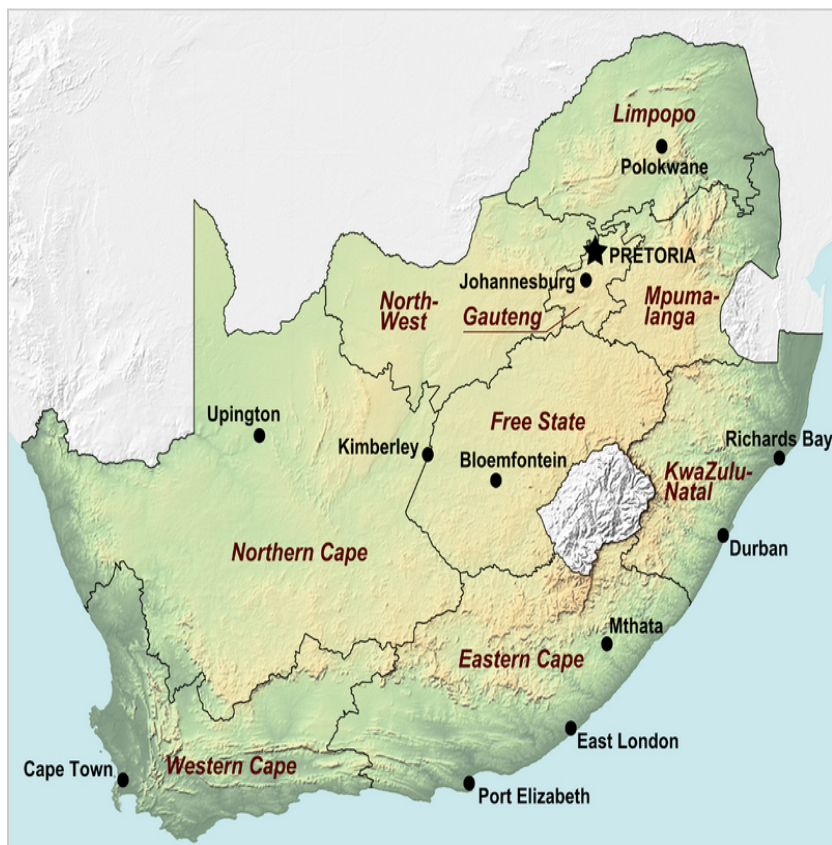 Limpopo
Polokwane
PRETORIA
Johannesburg
North-
West
Gauteng
Mpuma-
langa
Upington
Kimberley
Free State
Bloemfontein
Richards Bay
KwaZulu-
Natal
Durban
Northern Cape
Mthata
Eastern Cape
East London
Cape Town
Western Cape
Port Elizabeth